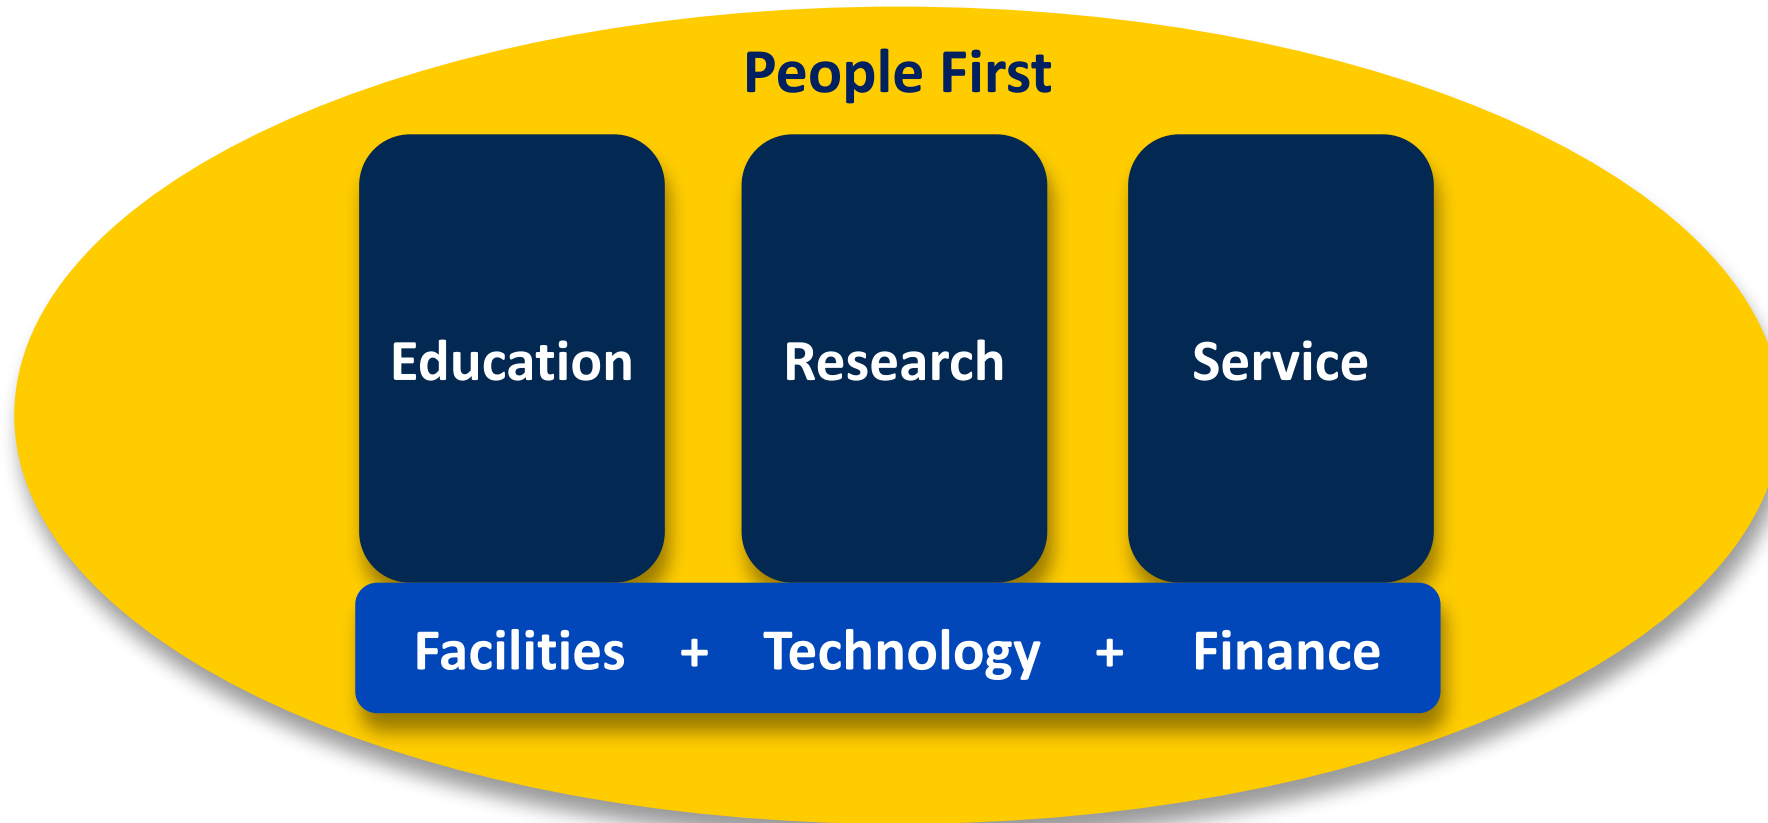 People First
Education Research Service
Facilities + Technology + Finance